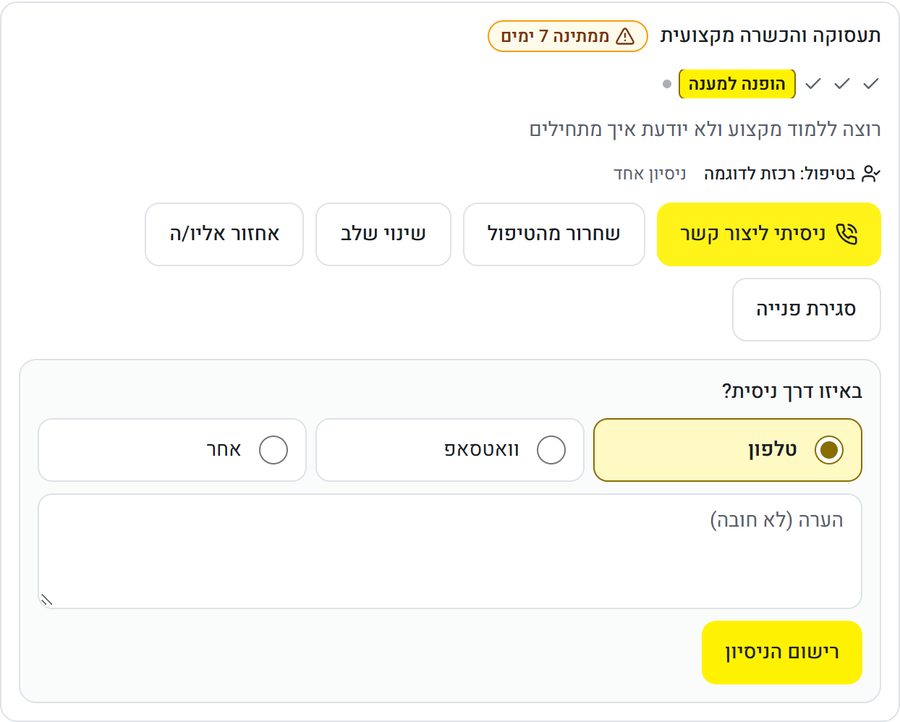 תעסוקה והכשרה מקצועית ממתינה 7 ימים
הופנה למענה
רוצה ללמוד מקצוע ולא יודעת איך מתחילים
בטיפול: רכזת לדוגמה ניסיון אחד
ניסיתי ליצור קשר שחרור מהטיפול שינוי שלב אחזור אליו/ה
סגירת פנייה
באיזו דרך ניסית?
טלפון וואטסאפ אחר
הערה (לא חובה)
רישום הניסיון